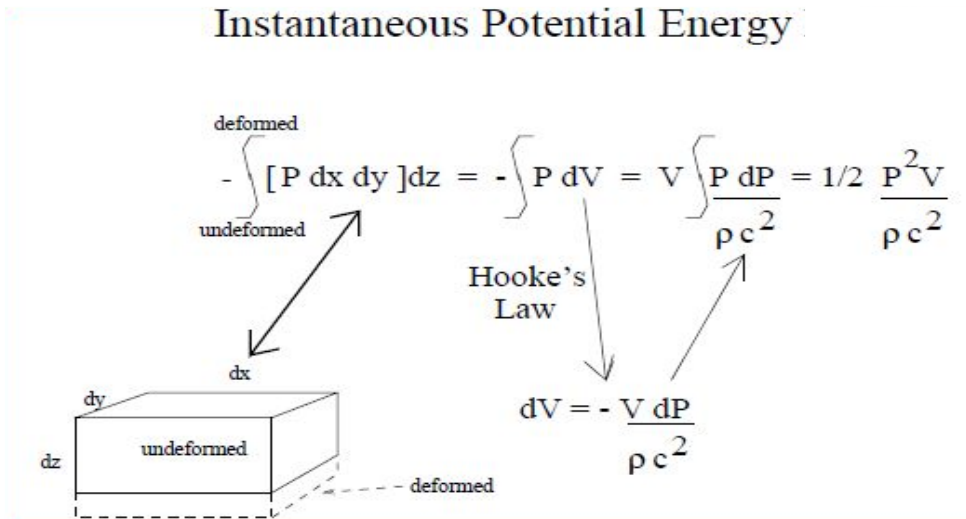 Instantaneous Potential Energy
deformed
- ∫ [ P dx dy ]dz = - ∫ P dV = V ∫ P dP / ρ c² = 1/2 P²V / ρ c²
undeformed
Hooke's
Law
dx
dy
dV = - V dP / ρ c²
undeformed
dz
deformed